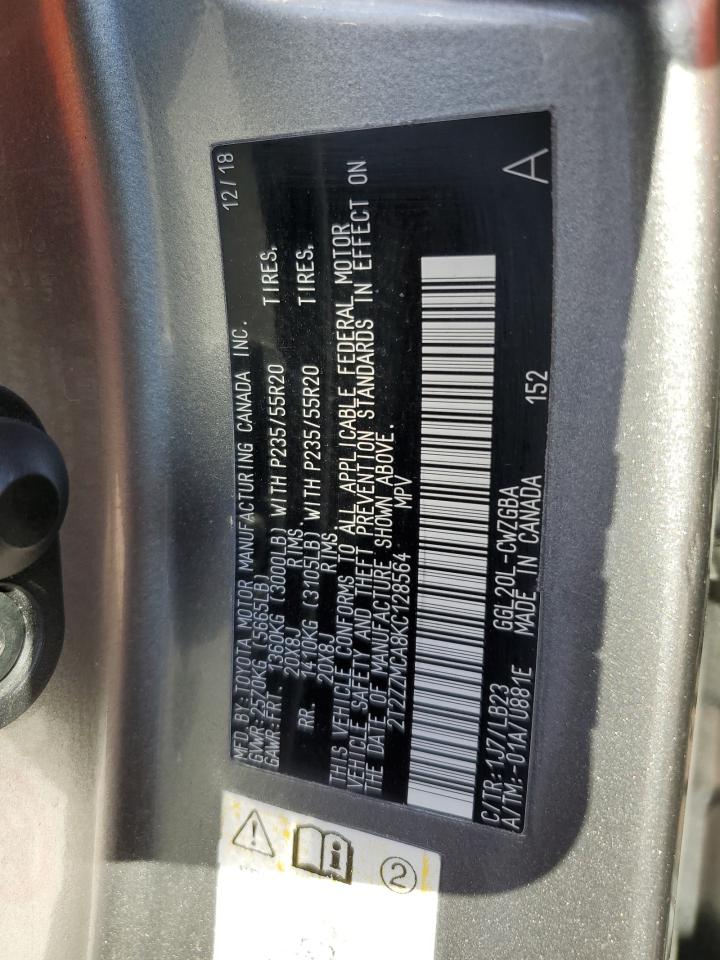 MFD. BY: TOYOTA MOTOR MANUFACTURING CANADA INC. 12/18
GVWR: 2570KG (5665LB)
GAWR: FRT. 1360KG (3000LB) WITH P235/55R20 TIRES,
20X8J RIMS,
RR. 1410KG (3105LB) WITH P235/55R20 TIRES,
20X8J RIMS,
THIS VEHICLE CONFORMS TO ALL APPLICABLE FEDERAL MOTOR
VEHICLE SAFETY AND THEFT PREVENTION STANDARDS IN EFFECT ON
THE DATE OF MANUFACTURE SHOWN ABOVE.
2T2ZZMCA8KC128564 MPV
C/TR: 1J7/LB23 GGL20L-CWZGBA
A/TM:-01A/U881E MADE IN CANADA 152
A
2